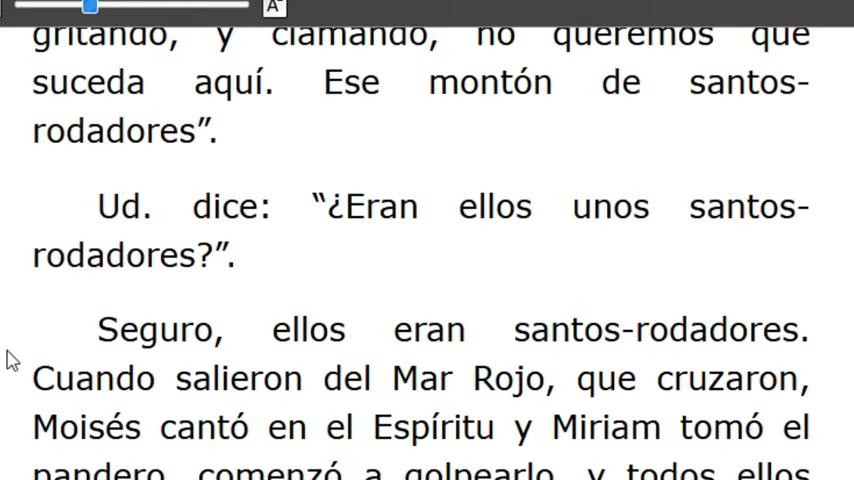 A
gritando, y clamando, no queremos que
suceda aquí. Ese montón de santos-
rodadores”.
Ud. dice: “¿Eran ellos unos santos-
rodadores?”.
Seguro, ellos eran santos-rodadores.
Cuando salieron del Mar Rojo, que cruzaron,
Moisés cantó en el Espíritu y Miriam tomó el
pandero, comenzó a golpearlo, y todos ellos